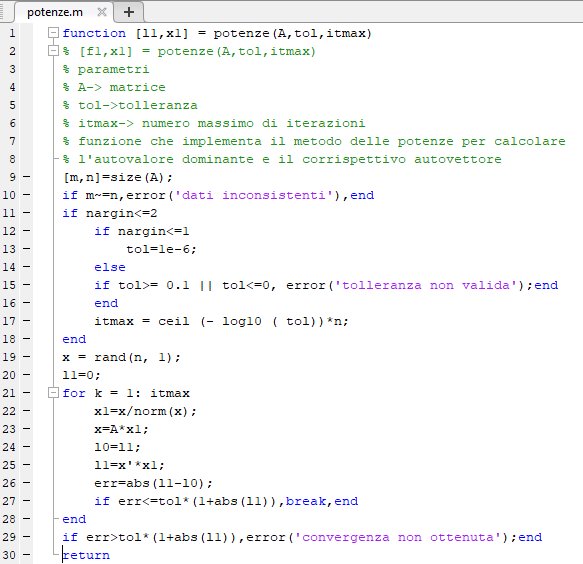 potenze.m
1 function [l1,x1] = potenze(A,tol,itmax)
2 % [f1,x1] = potenze(A,tol,itmax)
3 % parametri
4 % A-> matrice
5 % tol->tolleranza
6 % itmax-> numero massimo di iterazioni
7 % funzione che implementa il metodo delle potenze per calcolare
8 % l'autovalore dominante e il corrispettivo autovettore
9 [m,n]=size(A);
10 if m~=n,error('dati inconsistenti'),end
11 if nargin<=2
12 if nargin<=1
13 tol=1e-6;
14 else
15 if tol>= 0.1 || tol<=0, error('tolleranza non valida');end
16 end
17 itmax = ceil (- log10 ( tol))*n;
18 end
19 x = rand(n, 1);
20 l1=0;
21 for k = 1: itmax
22 x1=x/norm(x);
23 x=A*x1;
24 l0=l1;
25 l1=x'*x1;
26 err=abs(l1-l0);
27 if err<=tol*(1+abs(l1)),break,end
28 end
29 if err>tol*(1+abs(l1)),error('convergenza non ottenuta');end
30 return